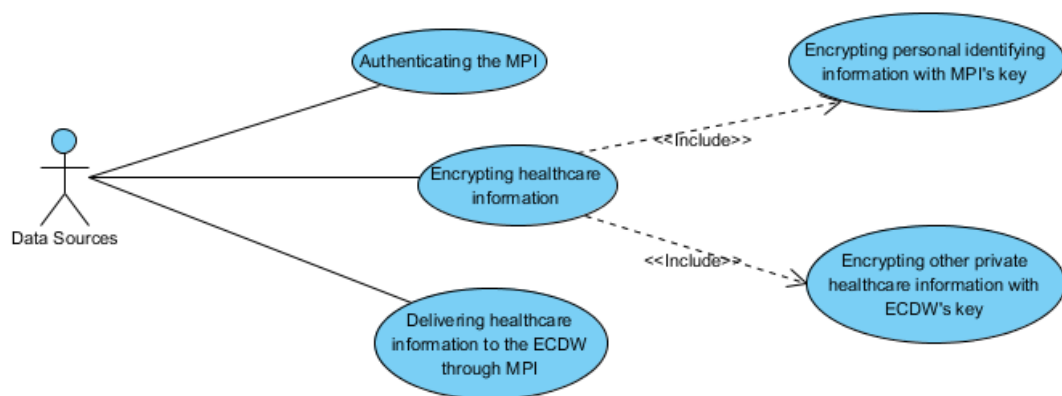 Authenticating the MPI
Encrypting personal identifying
information with MPI's key
<<Include>>
Encrypting healthcare
information
Data Sources
<<Include>>
Encrypting other private
healthcare information with
ECDW's key
Delivering healthcare
information to the ECDW
through MPI